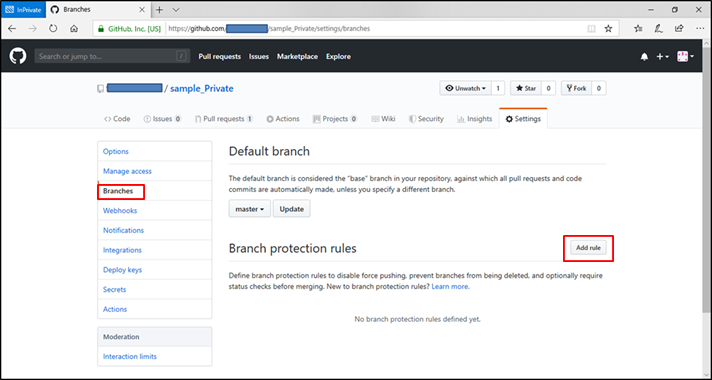 InPrivate
Branches
GitHub, Inc. [US]
https://github.com/
/sample_Private/settings/branches
Search or jump to...
/
Pull requests
Issues
Marketplace
Explore
/ sample_Private
Unwatch
1
Star
0
Fork
0
Code
Issues 0
Pull requests 1
Actions
Projects 0
Wiki
Security
Insights
Settings
Options
Manage access
Branches
Webhooks
Notifications
Integrations
Deploy keys
Secrets
Actions
Moderation
Interaction limits
Default branch
The default branch is considered the "base" branch in your repository, against which all pull requests and code
commits are automatically made, unless you specify a different branch.
master
Update
Branch protection rules
Add rule
Define branch protection rules to disable force pushing, prevent branches from being deleted, and optionally require
status checks before merging. New to branch protection rules? Learn more.
No branch protection rules defined yet.